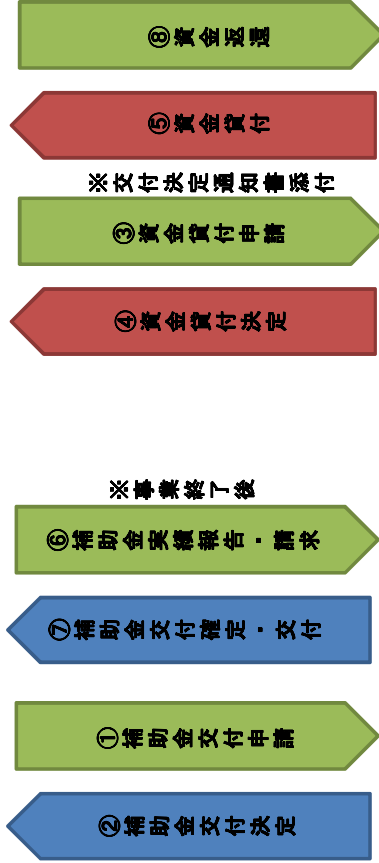 ⑧資金返還
⑤資金貸付
※交付決定通知書添付
③資金貸付申請
④資金貸付決定
※事業終了後
⑥補助金実績報告・請求
⑦補助金交付確定・交付
①補助金交付申請
②補助金交付決定